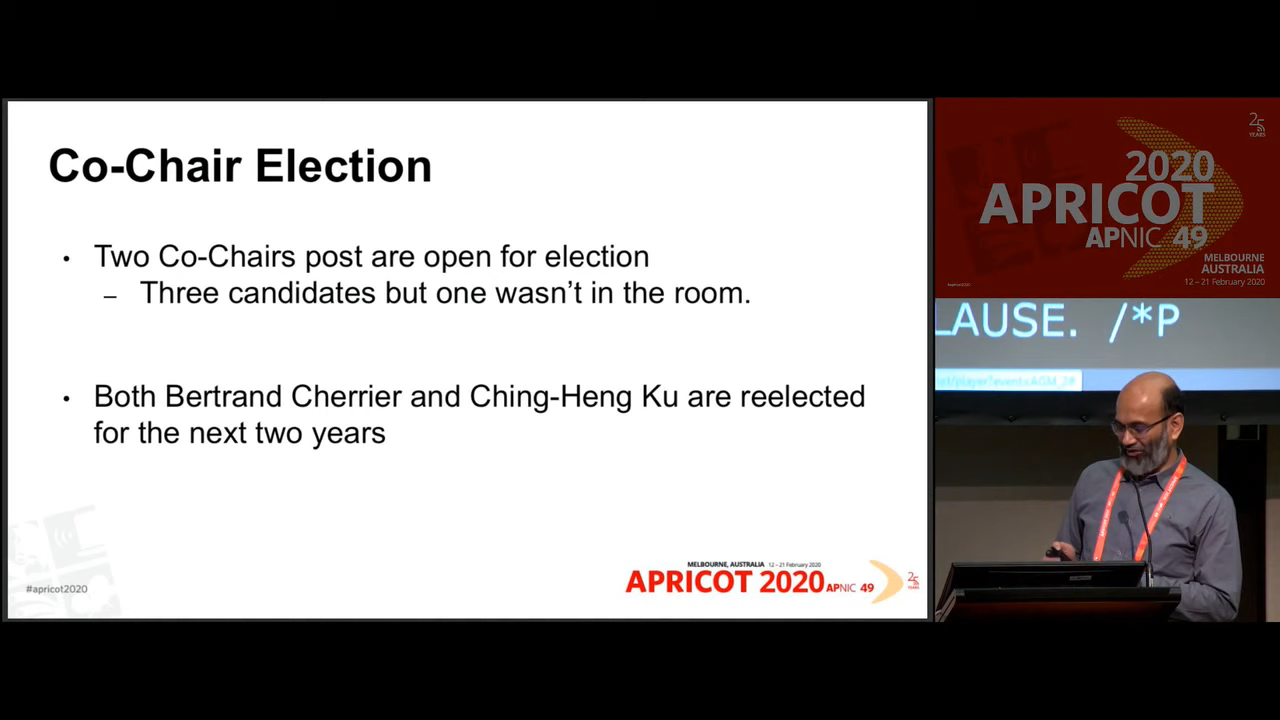 Co-Chair Election
• Two Co-Chairs post are open for election
– Three candidates but one wasn't in the room.
• Both Bertrand Cherrier and Ching-Heng Ku are reelected
for the next two years
#apricot2020
MELBOURNE, AUSTRALIA 12 – 21 February 2020
APRICOT 2020 APNIC 49
25
YEARS
25
YEARS
2020
APRICOT
APNIC 49
MELBOURNE
AUSTRALIA
12 – 21 February 2020
#apricot2020
LAUSE. /*P